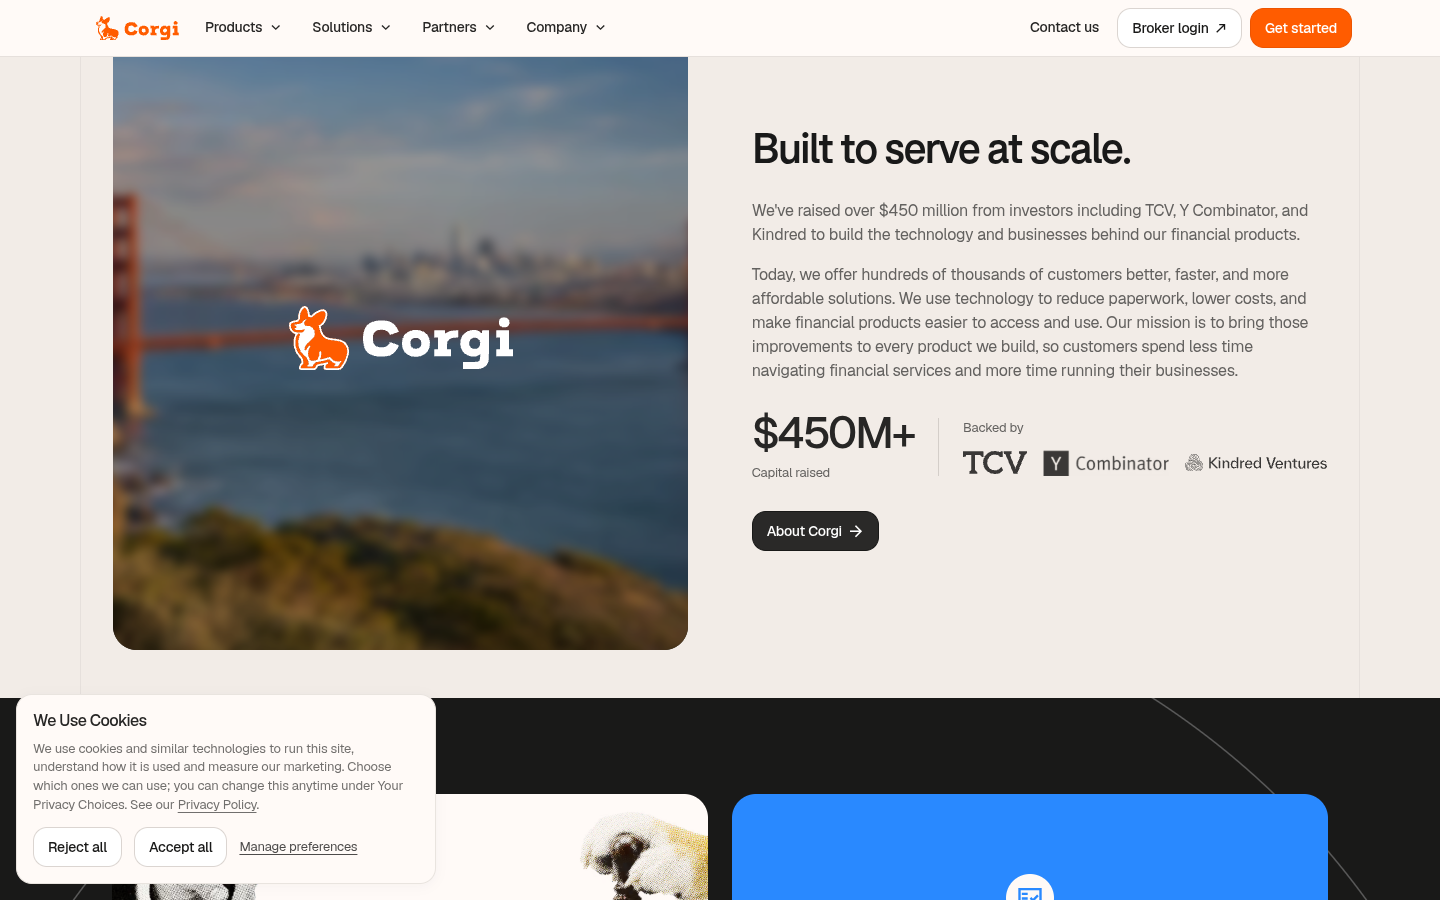 Corgi
Products
Solutions
Partners
Company
Contact us
Broker login
Get started
Corgi
Built to serve at scale.
We've raised over $450 million from investors including TCV, Y Combinator, and
Kindred to build the technology and businesses behind our financial products.
Today, we offer hundreds of thousands of customers better, faster, and more
affordable solutions. We use technology to reduce paperwork, lower costs, and
make financial products easier to access and use. Our mission is to bring those
improvements to every product we build, so customers spend less time
navigating financial services and more time running their businesses.
$450M+
Capital raised
Backed by
TCV
Y Combinator
Kindred Ventures
About Corgi
We Use Cookies
We use cookies and similar technologies to run this site,
understand how it is used and measure our marketing. Choose
which ones we can use; you can change this anytime under Your
Privacy Choices. See our Privacy Policy.
Reject all
Accept all
Manage preferences